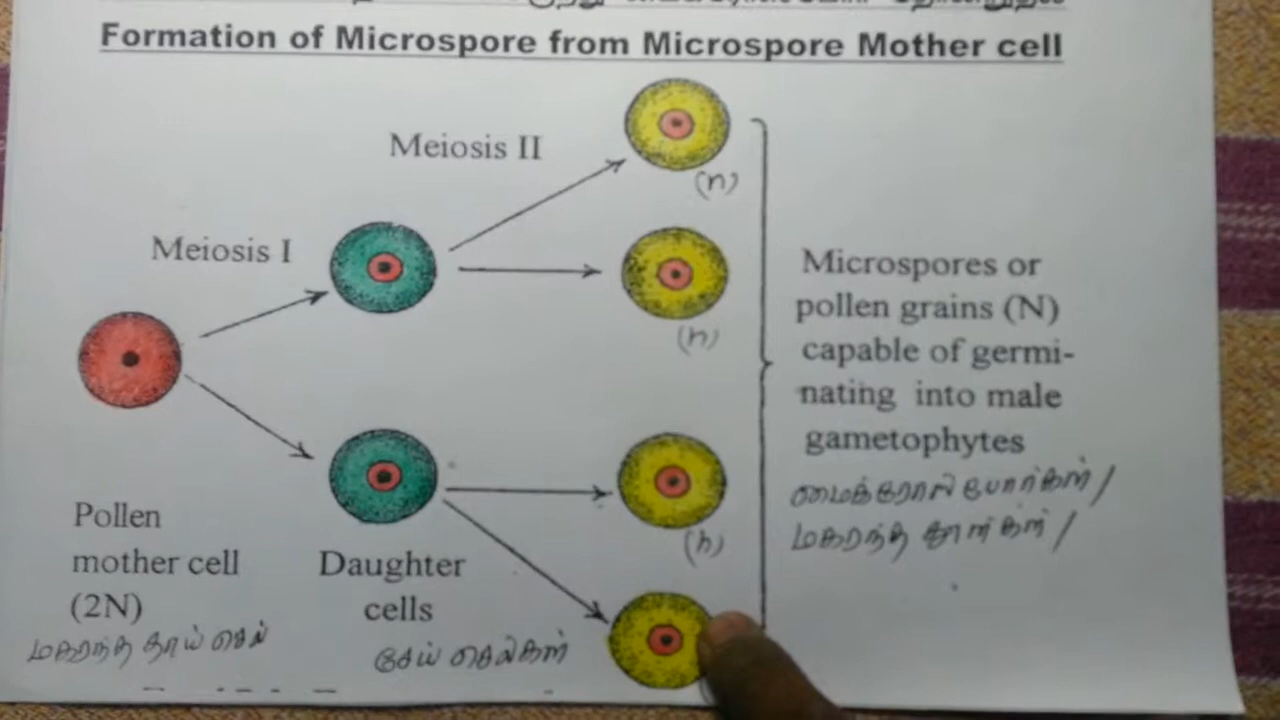 Formation of Microspore from Microspore Mother cell
Meiosis II
(n)
Meiosis I
(n)
Microspores or
pollen grains (N)
capable of germi-
nating into male
gametophytes
மைக்ரோஸ்போர்கள் /
மகரந்த தூள்கள் /
(n)
Pollen
mother cell
(2N)
மகரந்த தாய் செல்
Daughter
cells
சேய் செல்கள்